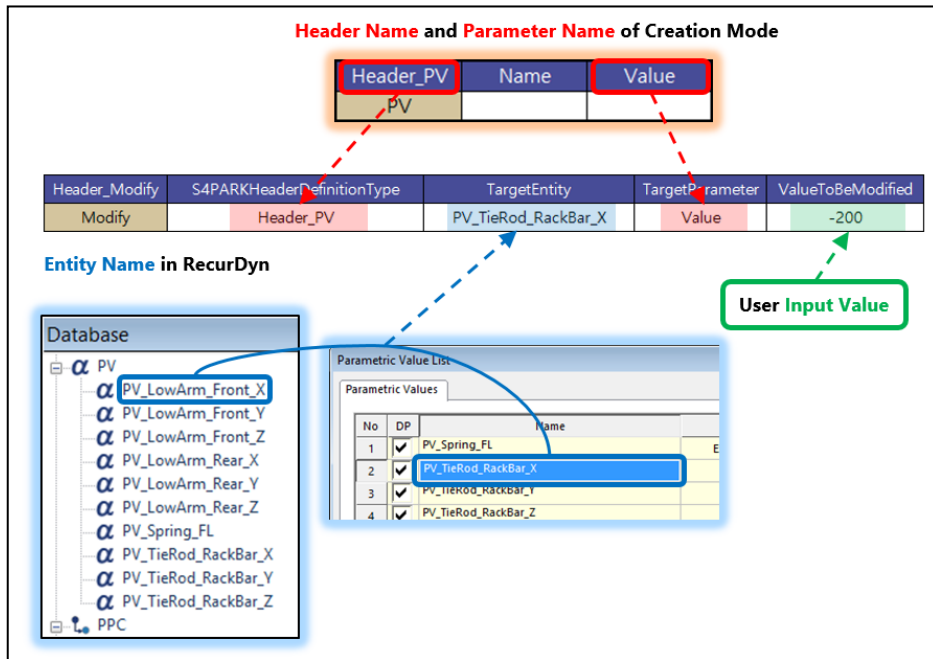 Header Name and Parameter Name of Creation Mode
Header_PV Name Value
PV
Header_Modify S4PARKHeaderDefinitionType TargetEntity TargetParameter ValueToBeModified
Modify Header_PV PV_TieRod_RackBar_X Value -200
Entity Name in RecurDyn
User Input Value
Database
PV
PV_LowArm_Front_X
PV_LowArm_Front_Y
PV_LowArm_Front_Z
PV_LowArm_Rear_X
PV_LowArm_Rear_Y
PV_LowArm_Rear_Z
PV_Spring_FL
PV_TieRod_RackBar_X
PV_TieRod_RackBar_Y
PV_TieRod_RackBar_Z
PPC
Parametric Value List
Parametric Values
No DP Name
1 PV_Spring_FL E
2 PV_TieRod_RackBar_X
3 PV_TieRod_RackBar_Y
4 PV_TieRod_RackBar_Z